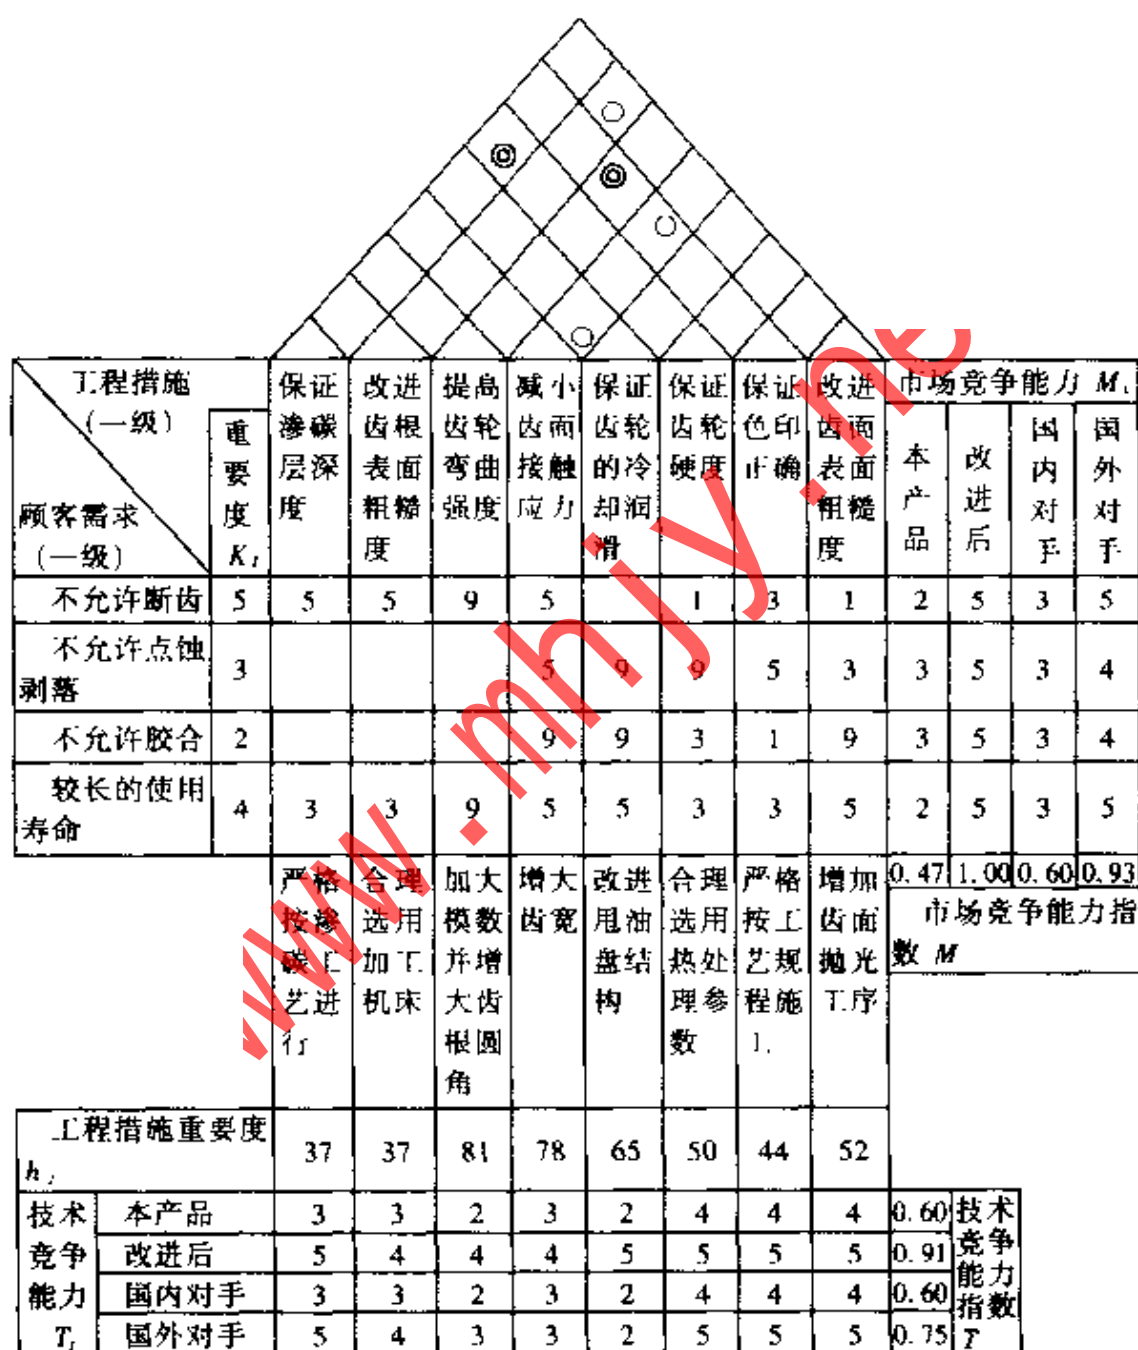 工程措施
(一级)
重要度 K_i
顾客需求
(一级)
保证渗碳层深度
改进齿根表面粗糙度
提高齿轮弯曲强度
减小齿面接触应力
保证齿轮的冷却润滑
保证齿轮硬度
保证色印正确
改进齿面表面粗糙度
市场竞争能力 M_i
本产品
改进后
国内对手
国外对手
不允许断齿 5 5 5 9 5 1 3 1 2 5 3 5
不允许点蚀剥落 3 5 9 9 5 3 3 5 3 4
不允许胶合 2 9 9 3 1 9 3 5 3 4
较长的使用寿命 4 3 3 9 5 5 3 3 5 2 5 3 5
严格按渗碳工艺进行
合理选用加工机床
加大模数并增大齿根圆角
增大齿宽
改进甩油盘结构
合理选用热处理参数
严格按工艺规程施工
增加齿面抛光工序
0.47 1.00 0.60 0.93
市场竞争能力指数 M
工程措施重要度 h_j 37 37 81 78 65 50 44 52
技术竞争能力 T_j
本产品 3 3 2 3 2 4 4 4 0.60
改进后 5 4 4 4 5 5 5 5 0.91
国内对手 3 3 2 3 2 4 4 4 0.60
国外对手 5 4 3 3 2 5 5 5 0.75
技术竞争能力指数 T
www.mhjy.ne